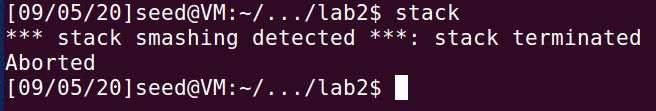 [09/05/20]seed@VM:~/.../lab2$ stack
*** stack smashing detected ***: stack terminated
Aborted
[09/05/20]seed@VM:~/.../lab2$